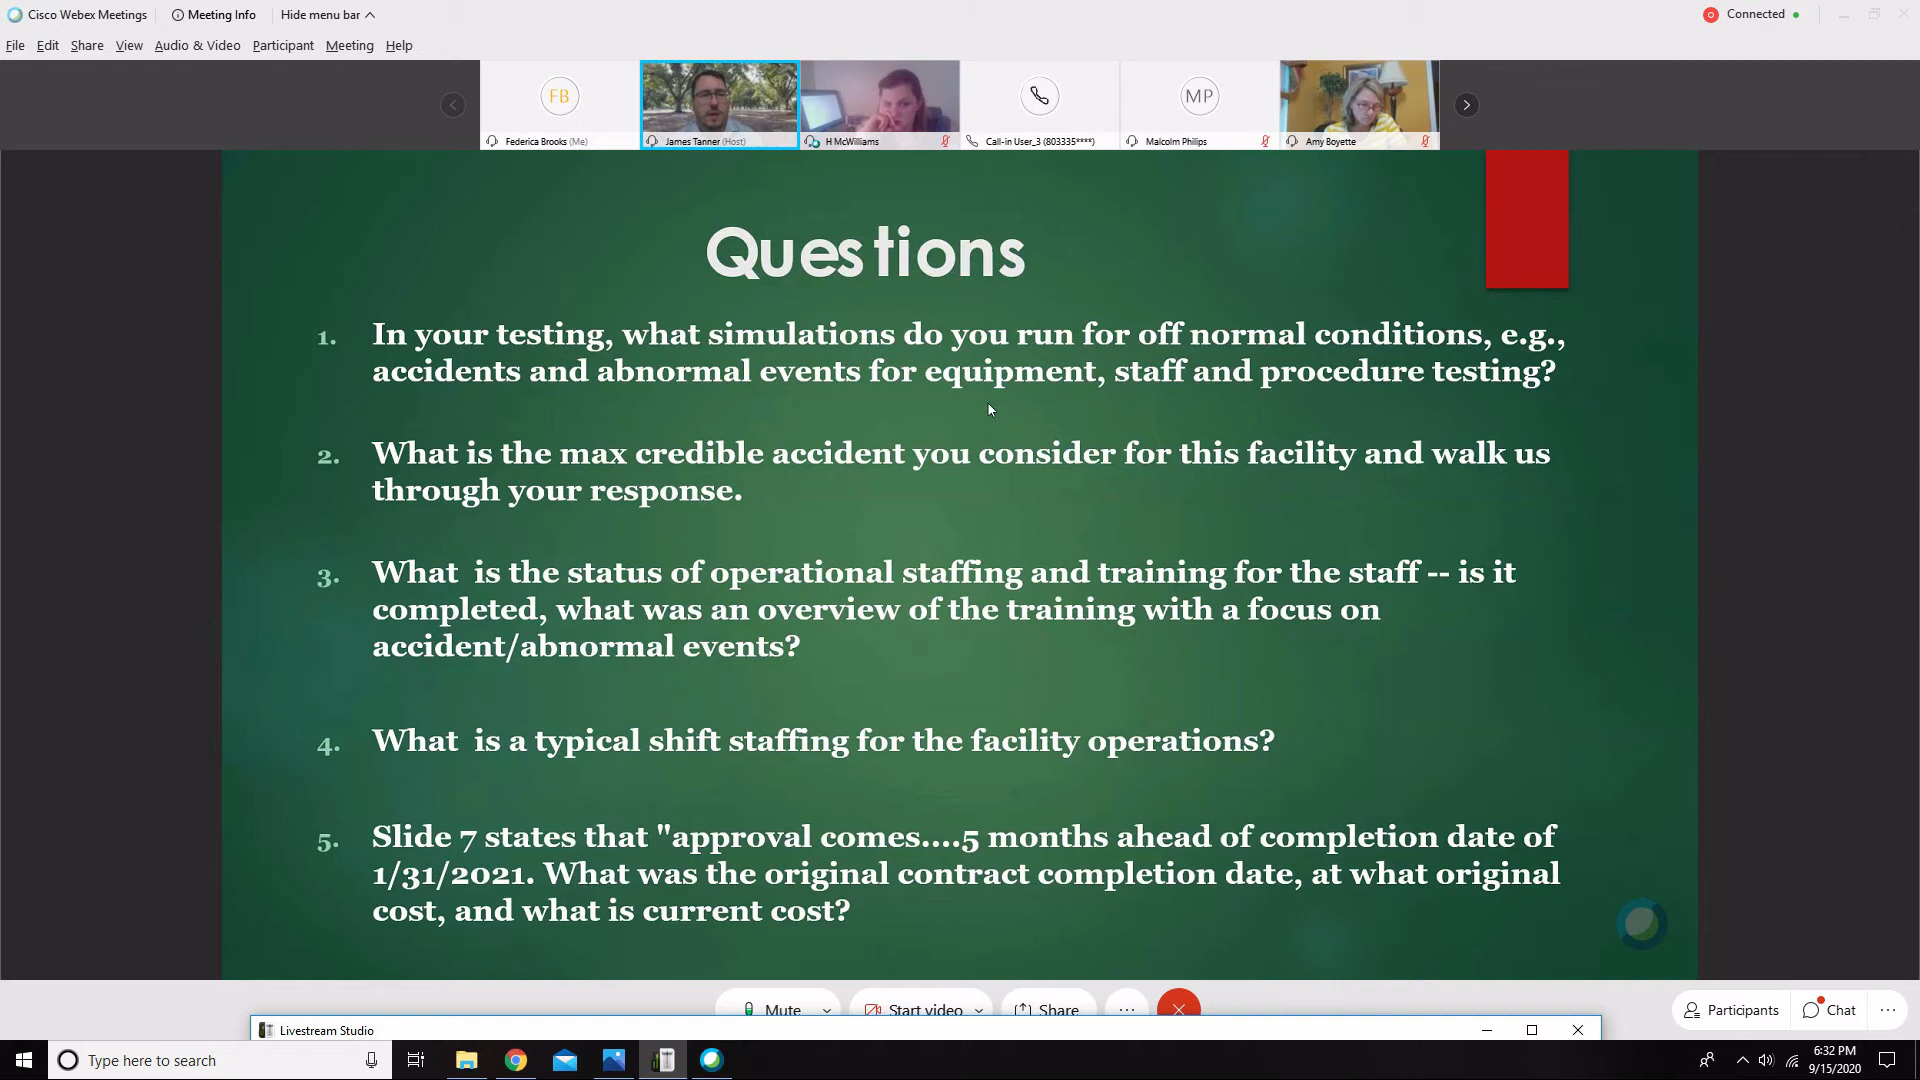 Cisco Webex Meetings Meeting Info Hide menu bar Connected
File Edit Share View Audio & Video Participant Meeting Help
FB MP
Federica Brooks (Me) James Tanner (Host) H McWilliams Call-in User_3 (803335****) Malcolm Philips Amy Boyette
Questions
1. In your testing, what simulations do you run for off normal conditions, e.g.,
accidents and abnormal events for equipment, staff and procedure testing?
2. What is the max credible accident you consider for this facility and walk us
through your response.
3. What  is the status of operational staffing and training for the staff -- is it
completed, what was an overview of the training with a focus on
accident/abnormal events?
4. What  is a typical shift staffing for the facility operations?
5. Slide 7 states that "approval comes....5 months ahead of completion date of
1/31/2021. What was the original contract completion date, at what original
cost, and what is current cost?
Mute Start video Share ... Participants Chat ...
Livestream Studio
Type here to search 6:32 PM
9/15/2020